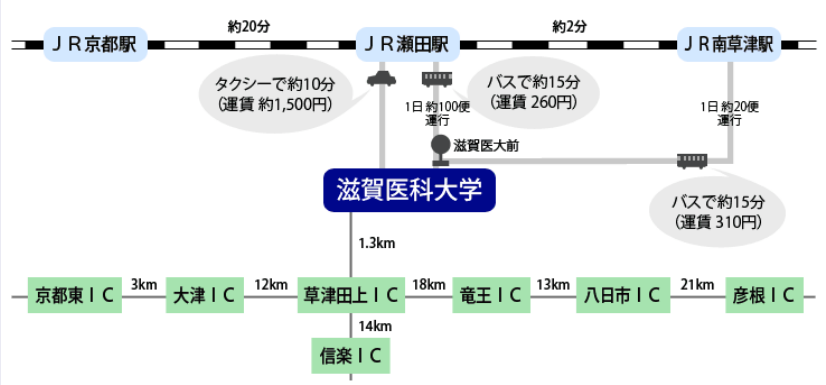 約20分
約2分
ＪＲ京都駅
ＪＲ瀬田駅
ＪＲ南草津駅
タクシーで約10分
（運賃 約1,500円）
バスで約15分
（運賃 260円）
1日 約100便
運行
1日 約20便
運行
滋賀医大前
滋賀医科大学
バスで約15分
（運賃 310円）
1.3km
京都東ＩＣ
3km
大津ＩＣ
12km
草津田上ＩＣ
18km
竜王ＩＣ
13km
八日市ＩＣ
21km
彦根ＩＣ
14km
信楽ＩＣ